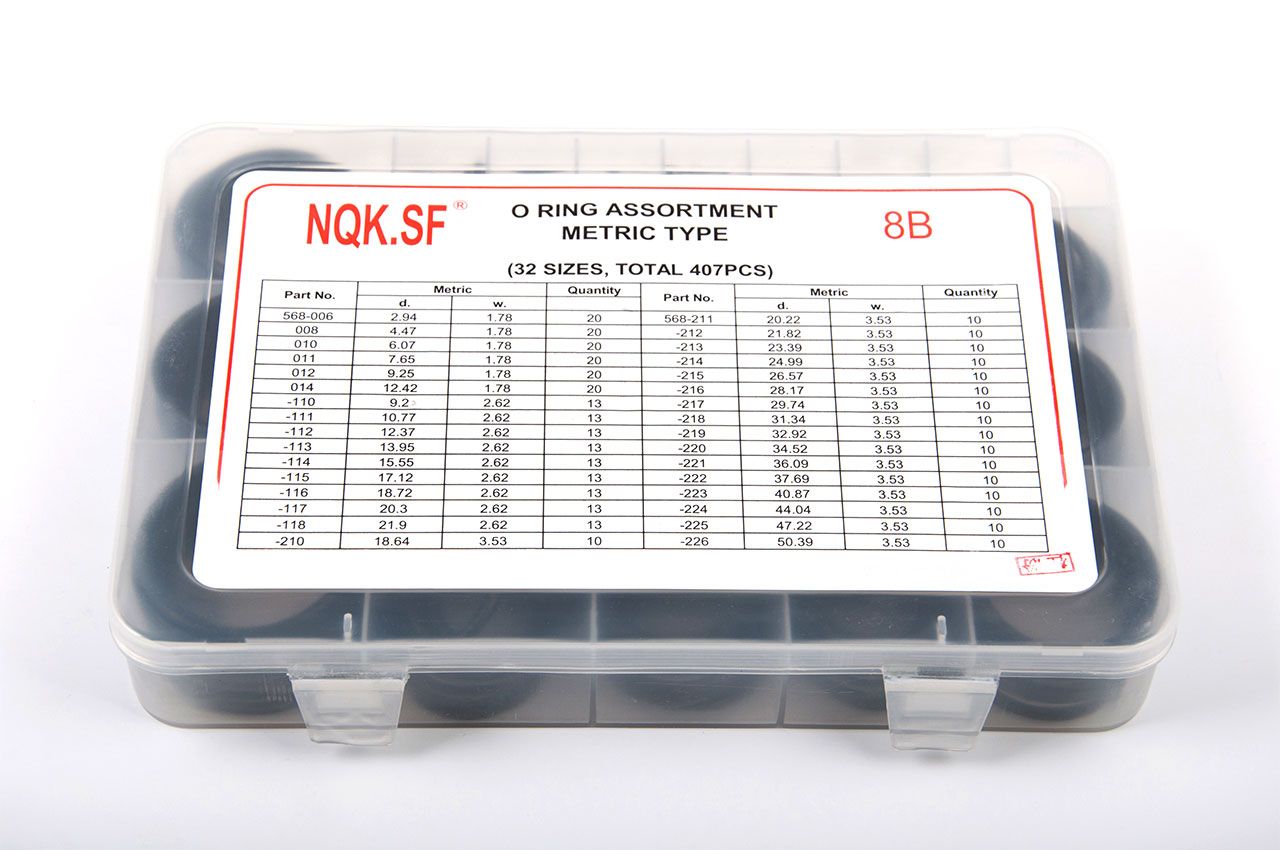 NQK.SF ®
O RING ASSORTMENT
METRIC TYPE
8B
(32 SIZES, TOTAL 407PCS)
Part No. Metric Quantity Part No. Metric Quantity
d. w. d. w.
568-006 2.94 1.78 20 568-211 20.22 3.53 10
008 4.47 1.78 20 -212 21.82 3.53 10
010 6.07 1.78 20 -213 23.39 3.53 10
011 7.65 1.78 20 -214 24.99 3.53 10
012 9.25 1.78 20 -215 26.57 3.53 10
014 12.42 1.78 20 -216 28.17 3.53 10
-110 9.2 2.62 13 -217 29.74 3.53 10
-111 10.77 2.62 13 -218 31.34 3.53 10
-112 12.37 2.62 13 -219 32.92 3.53 10
-113 13.95 2.62 13 -220 34.52 3.53 10
-114 15.55 2.62 13 -221 36.09 3.53 10
-115 17.12 2.62 13 -222 37.69 3.53 10
-116 18.72 2.62 13 -223 40.87 3.53 10
-117 20.3 2.62 13 -224 44.04 3.53 10
-118 21.9 2.62 13 -225 47.22 3.53 10
-210 18.64 3.53 10 -226 50.39 3.53 10